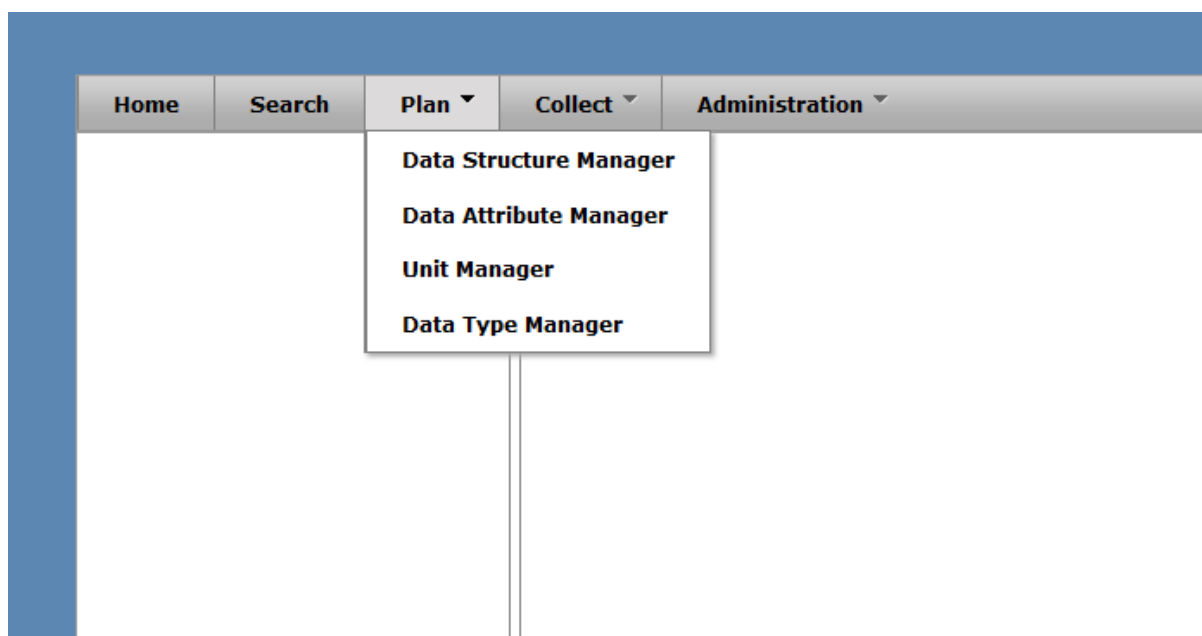 Home Search Plan Collect Administration
Data Structure Manager
Data Attribute Manager
Unit Manager
Data Type Manager